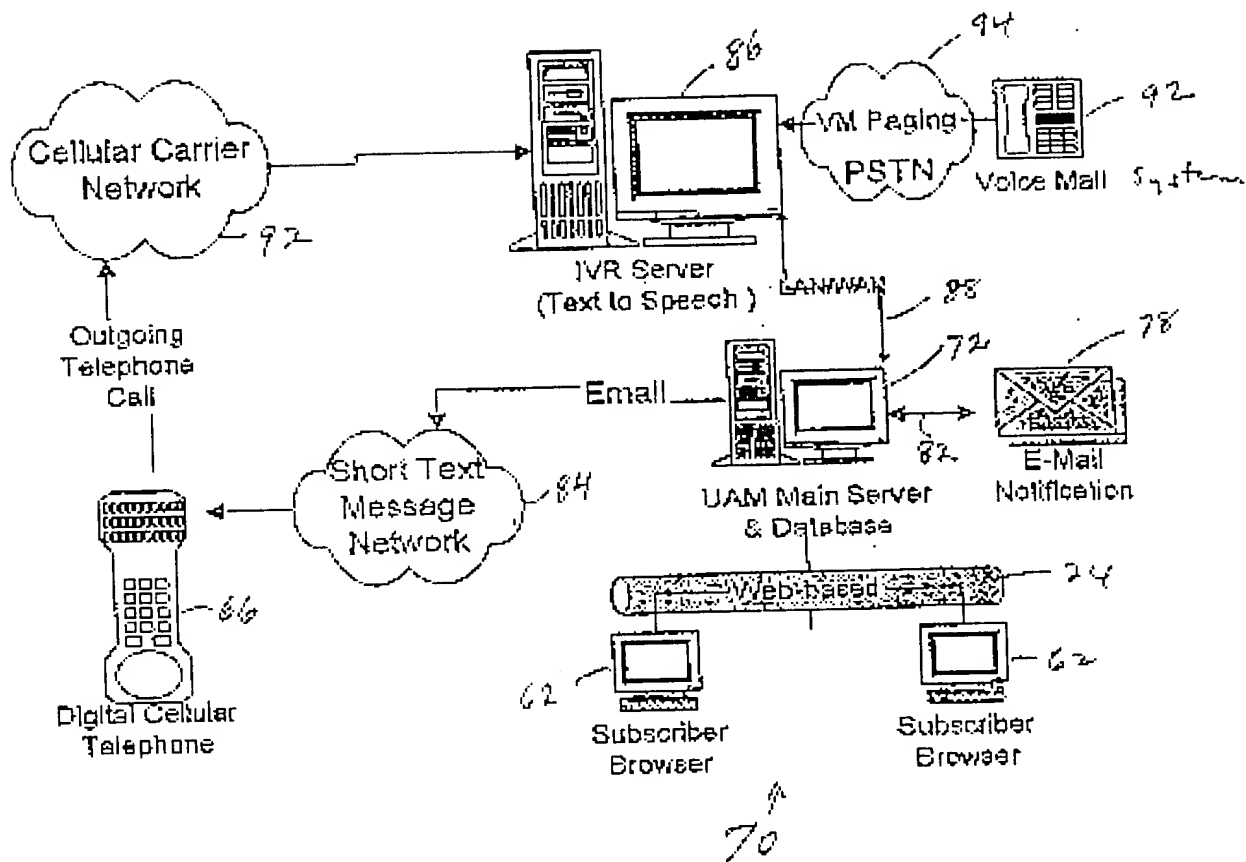 94
86
92
VM Paging
PSTN
Voice Mail System
Cellular Carrier
Network
92
IVR Server
(Text to Speech )
LAN/WAN
88
78
72
Outgoing
Telephone
Call
Email
82
E-Mail
Notification
Short Text
Message
Network
84
UAM Main Server
& Database
24
Web-based
66
62
62
Digital Cellular
Telephone
Subscriber
Browser
Subscriber
Browser
70